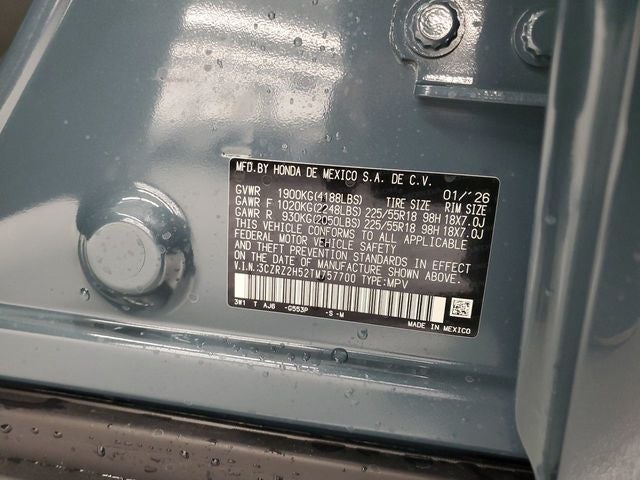 MFD.BY HONDA DE MEXICO S.A. DE C.V.
GVWR 1900KG(4188LBS) TIRE SIZE 01/'26 RIM SIZE
GAWR F 1020KG(2248LBS) 225/55R18 98H 18X7.0J
GAWR R 930KG(2050LBS) 225/55R18 98H 18X7.0J
THIS VEHICLE CONFORMS TO ALL APPLICABLE
FEDERAL MOTOR VEHICLE SAFETY
AND THEFT PREVENTION STANDARDS IN EFFECT
ON THE DATE OF MANUFACTURE SHOWN ABOVE.
V.I.N.:3CZRZ2H52TM757700 TYPE:MPV
3W1 T AJ6 -G553P -S -M
MADE IN MEXICO